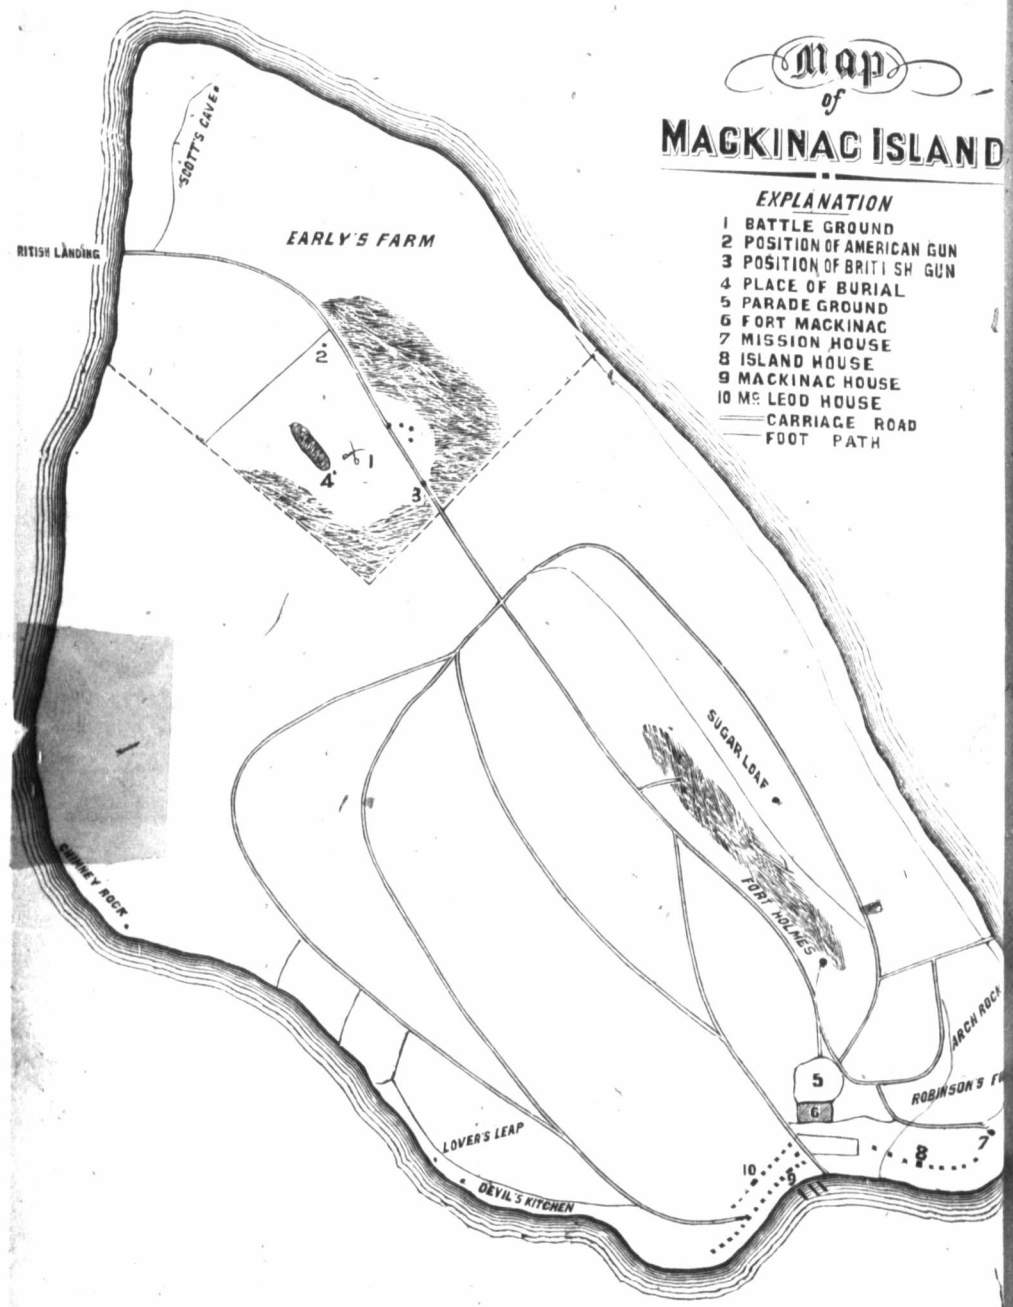 Map
of
MACKINAC ISLAND
EXPLANATION
1 BATTLE GROUND
2 POSITION OF AMERICAN GUN
3 POSITION OF BRITISH GUN
4 PLACE OF BURIAL
5 PARADE GROUND
6 FORT MACKINAC
7 MISSION HOUSE
8 ISLAND HOUSE
9 MACKINAC HOUSE
10 Mc LEOD HOUSE
CARRIAGE ROAD
FOOT PATH
SCOTT'S CAVE
RITISH LANDING
EARLY'S FARM
2
1
4
3
SUGAR LOAF
FORT HOLMES
CHIMNEY ROCK
ARCH ROCK
5
ROBINSON'S
6
LOVER'S LEAP
7
8
10
9
DEVIL'S KITCHEN